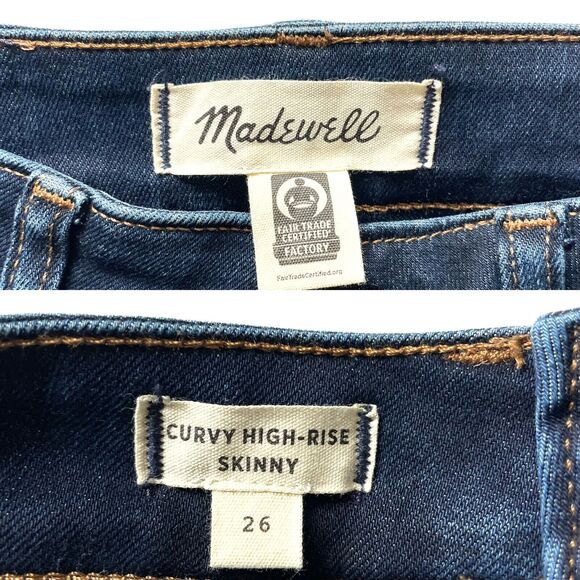 Madewell
FAIR TRADE
CERTIFIED
FACTORY
FairTradeCertified.org
CURVY HIGH-RISE
SKINNY
26